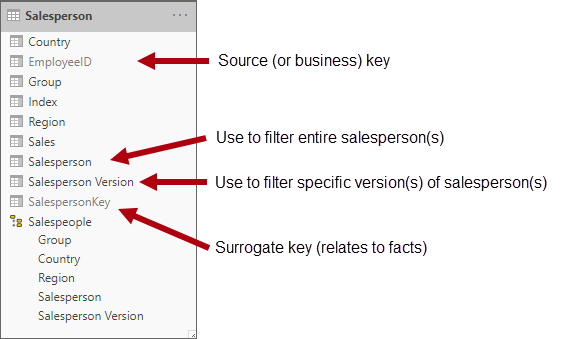 Salesperson ...
Country
EmployeeID
Source (or business) key
Group
Index
Region
Sales
Use to filter entire salesperson(s)
Salesperson
Salesperson Version
Use to filter specific version(s) of salesperson(s)
SalespersonKey
Salespeople
Surrogate key (relates to facts)
Group
Country
Region
Salesperson
Salesperson Version